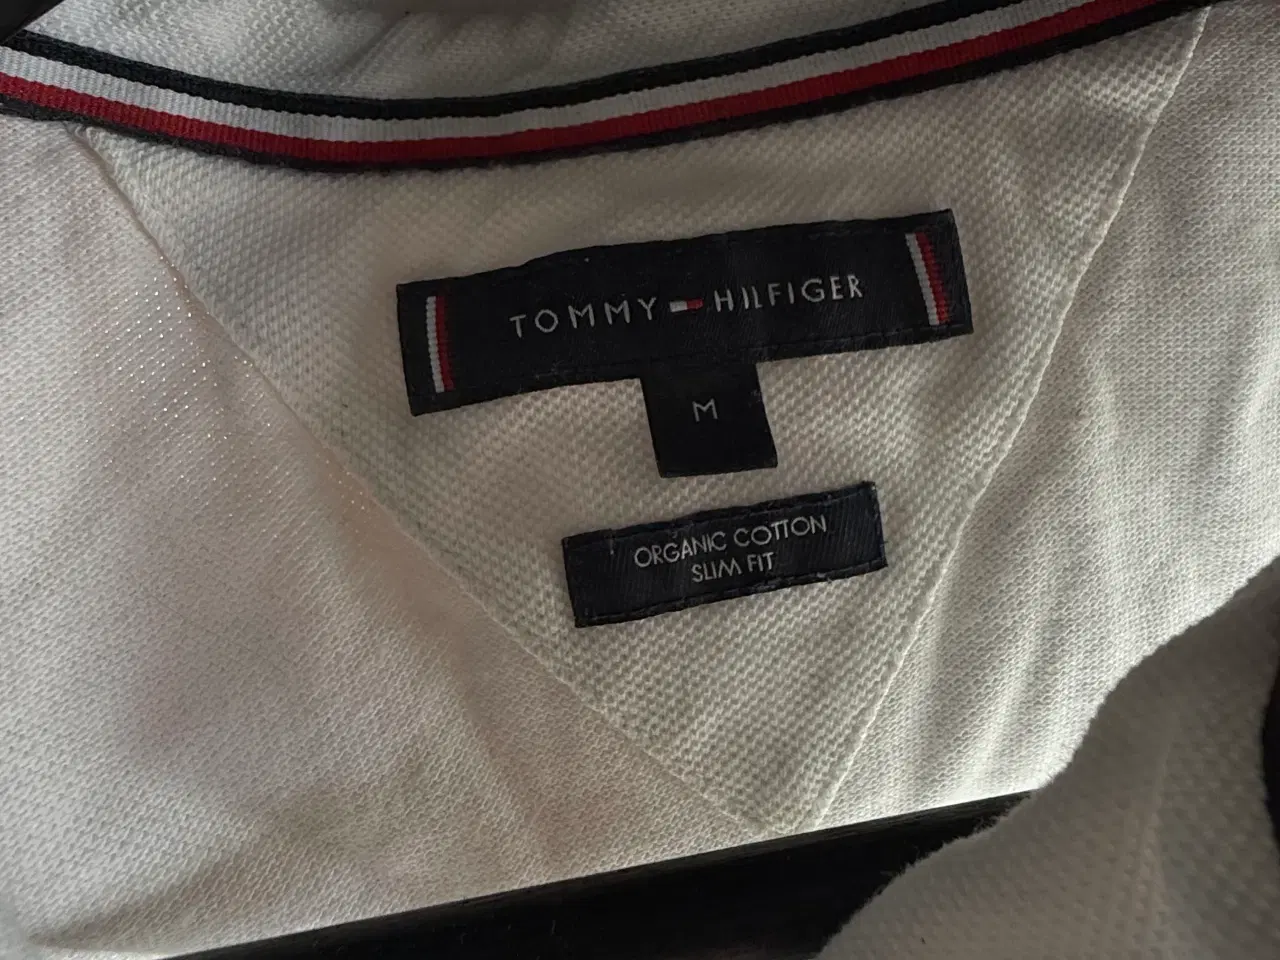 TOMMY HILFIGER
M
ORGANIC COTTON
SLIM FIT